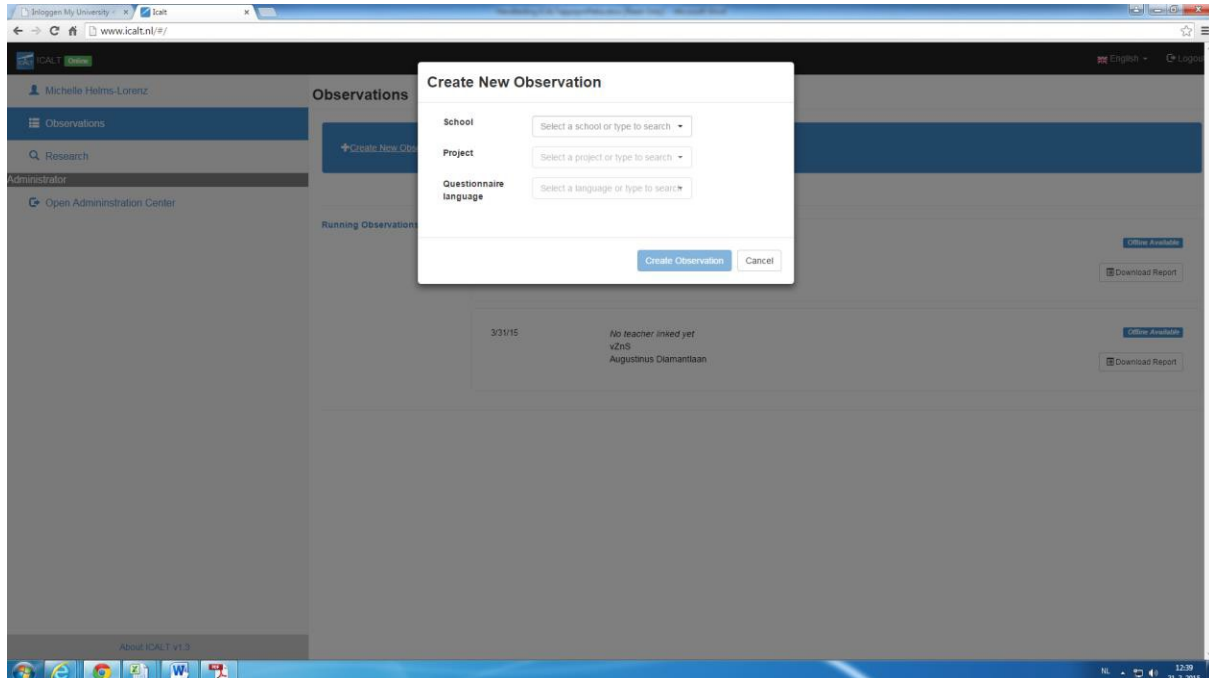 Inloggen My University -
Icalt
www.icalt.nl/#/
ICALT Online
English
Logout
Michelle Helms-Lorenz
Observations
Research
Administrator
Open Admininstration Center
About ICALT v1.3
Observations
Create New Obs
Running Observations
Create New Observation
School
Select a school or type to search
Project
Select a project or type to search
Questionnaire
language
Select a language or type to search
Create Observation
Cancel
Offline Available
Download Report
3/31/15
No teacher linked yet
vZnS
Augustinus Diamantlaan
Offline Available
Download Report
NL
12:39